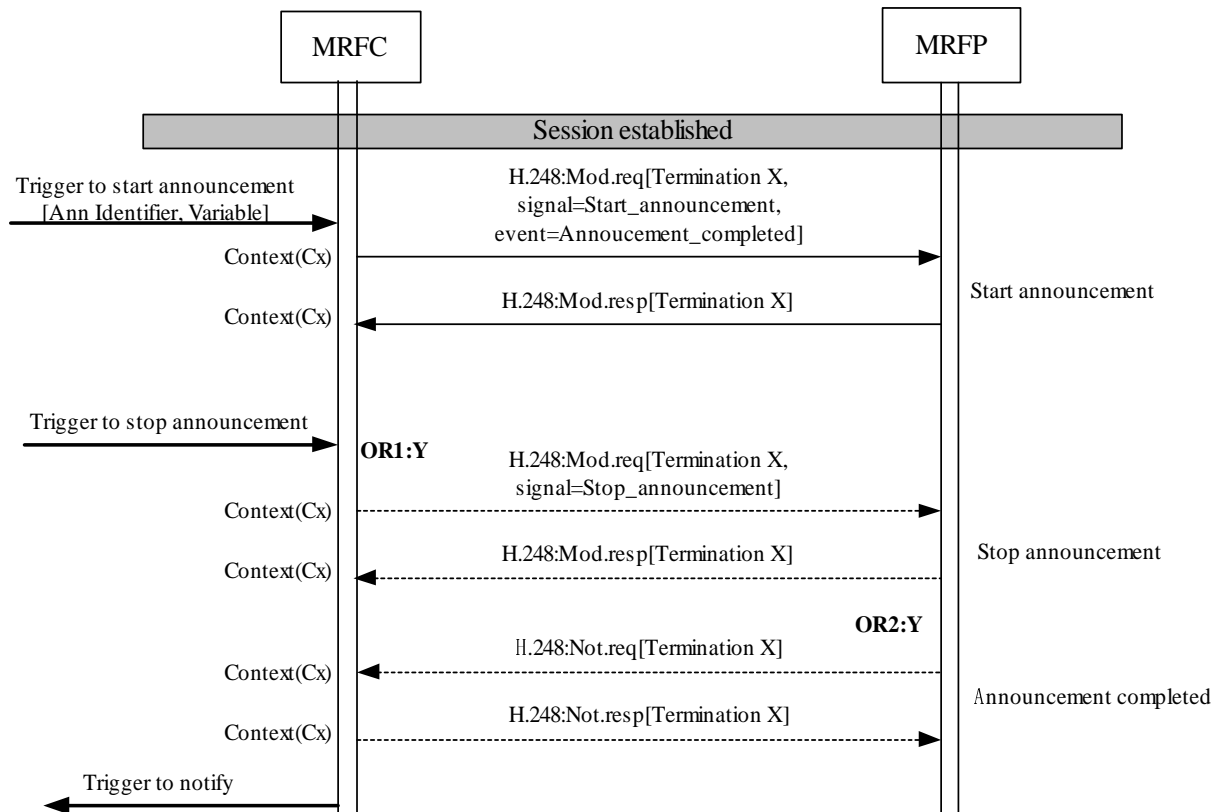 MRFC
MRFP
Session established
Trigger to start announcement
[Ann Identifier, Variable]
H.248:Mod.req[Termination X,
signal=Start_announcement,
event=Annoucement_completed]
Context(Cx)
Start announcement
H.248:Mod.resp[Termination X]
Context(Cx)
Trigger to stop announcement
OR1:Y
H.248:Mod.req[Termination X,
signal=Stop_announcement]
Context(Cx)
Stop announcement
H.248:Mod.resp[Termination X]
Context(Cx)
OR2:Y
H.248:Not.req[Termination X]
Context(Cx)
Announcement completed
H.248:Not.resp[Termination X]
Context(Cx)
Trigger to notify